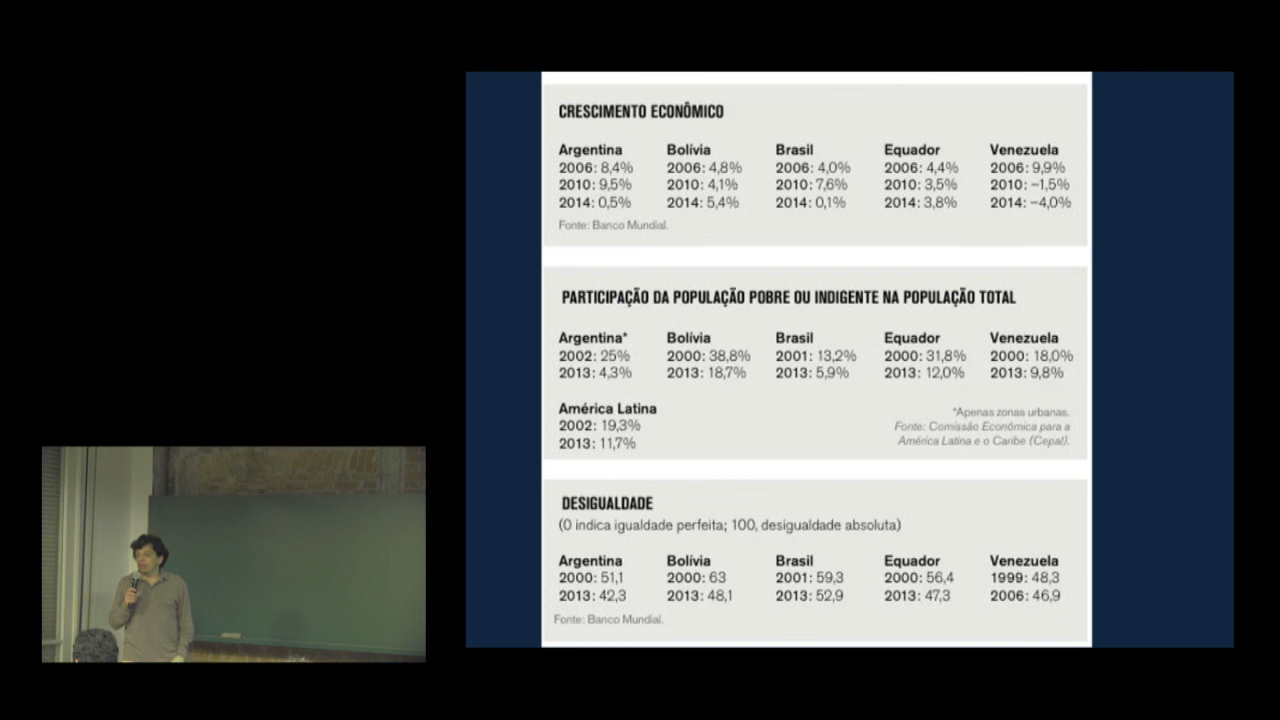 CRESCIMENTO ECONÔMICO
Argentina Bolívia Brasil Equador Venezuela
2006: 8,4% 2006: 4,8% 2006: 4,0% 2006: 4,4% 2006: 9,9%
2010: 9,5% 2010: 4,1% 2010: 7,6% 2010: 3,5% 2010: −1,5%
2014: 0,5% 2014: 5,4% 2014: 0,1% 2014: 3,8% 2014: −4,0%
Fonte: Banco Mundial.
PARTICIPAÇÃO DA POPULAÇÃO POBRE OU INDIGENTE NA POPULAÇÃO TOTAL
Argentina* Bolívia Brasil Equador Venezuela
2002: 25% 2000: 38,8% 2001: 13,2% 2000: 31,8% 2000: 18,0%
2013: 4,3% 2013: 18,7% 2013: 5,9% 2013: 12,0% 2013: 9,8%
América Latina
2002: 19,3%
2013: 11,7%
*Apenas zonas urbanas.
Fonte: Comissão Econômica para a
América Latina e o Caribe (Cepal).
DESIGUALDADE
(0 indica igualdade perfeita; 100, desigualdade absoluta)
Argentina Bolívia Brasil Equador Venezuela
2000: 51,1 2000: 63 2001: 59,3 2000: 56,4 1999: 48,3
2013: 42,3 2013: 48,1 2013: 52,9 2013: 47,3 2006: 46,9
Fonte: Banco Mundial.